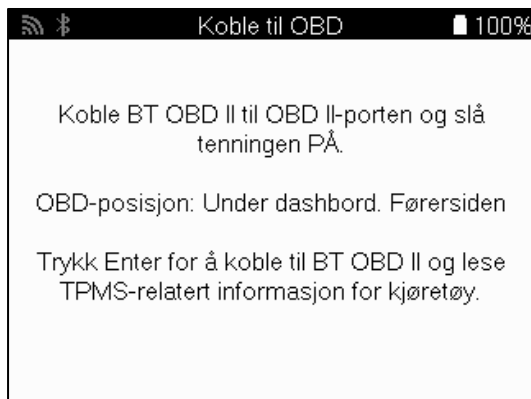 Koble til OBD 100%
Koble BT OBD II til OBD II-porten og slå
tenningen PÅ.
OBD-posisjon: Under dashbord. Førersiden
Trykk Enter for å koble til BT OBD II og lese
TPMS-relatert informasjon for kjøretøy.